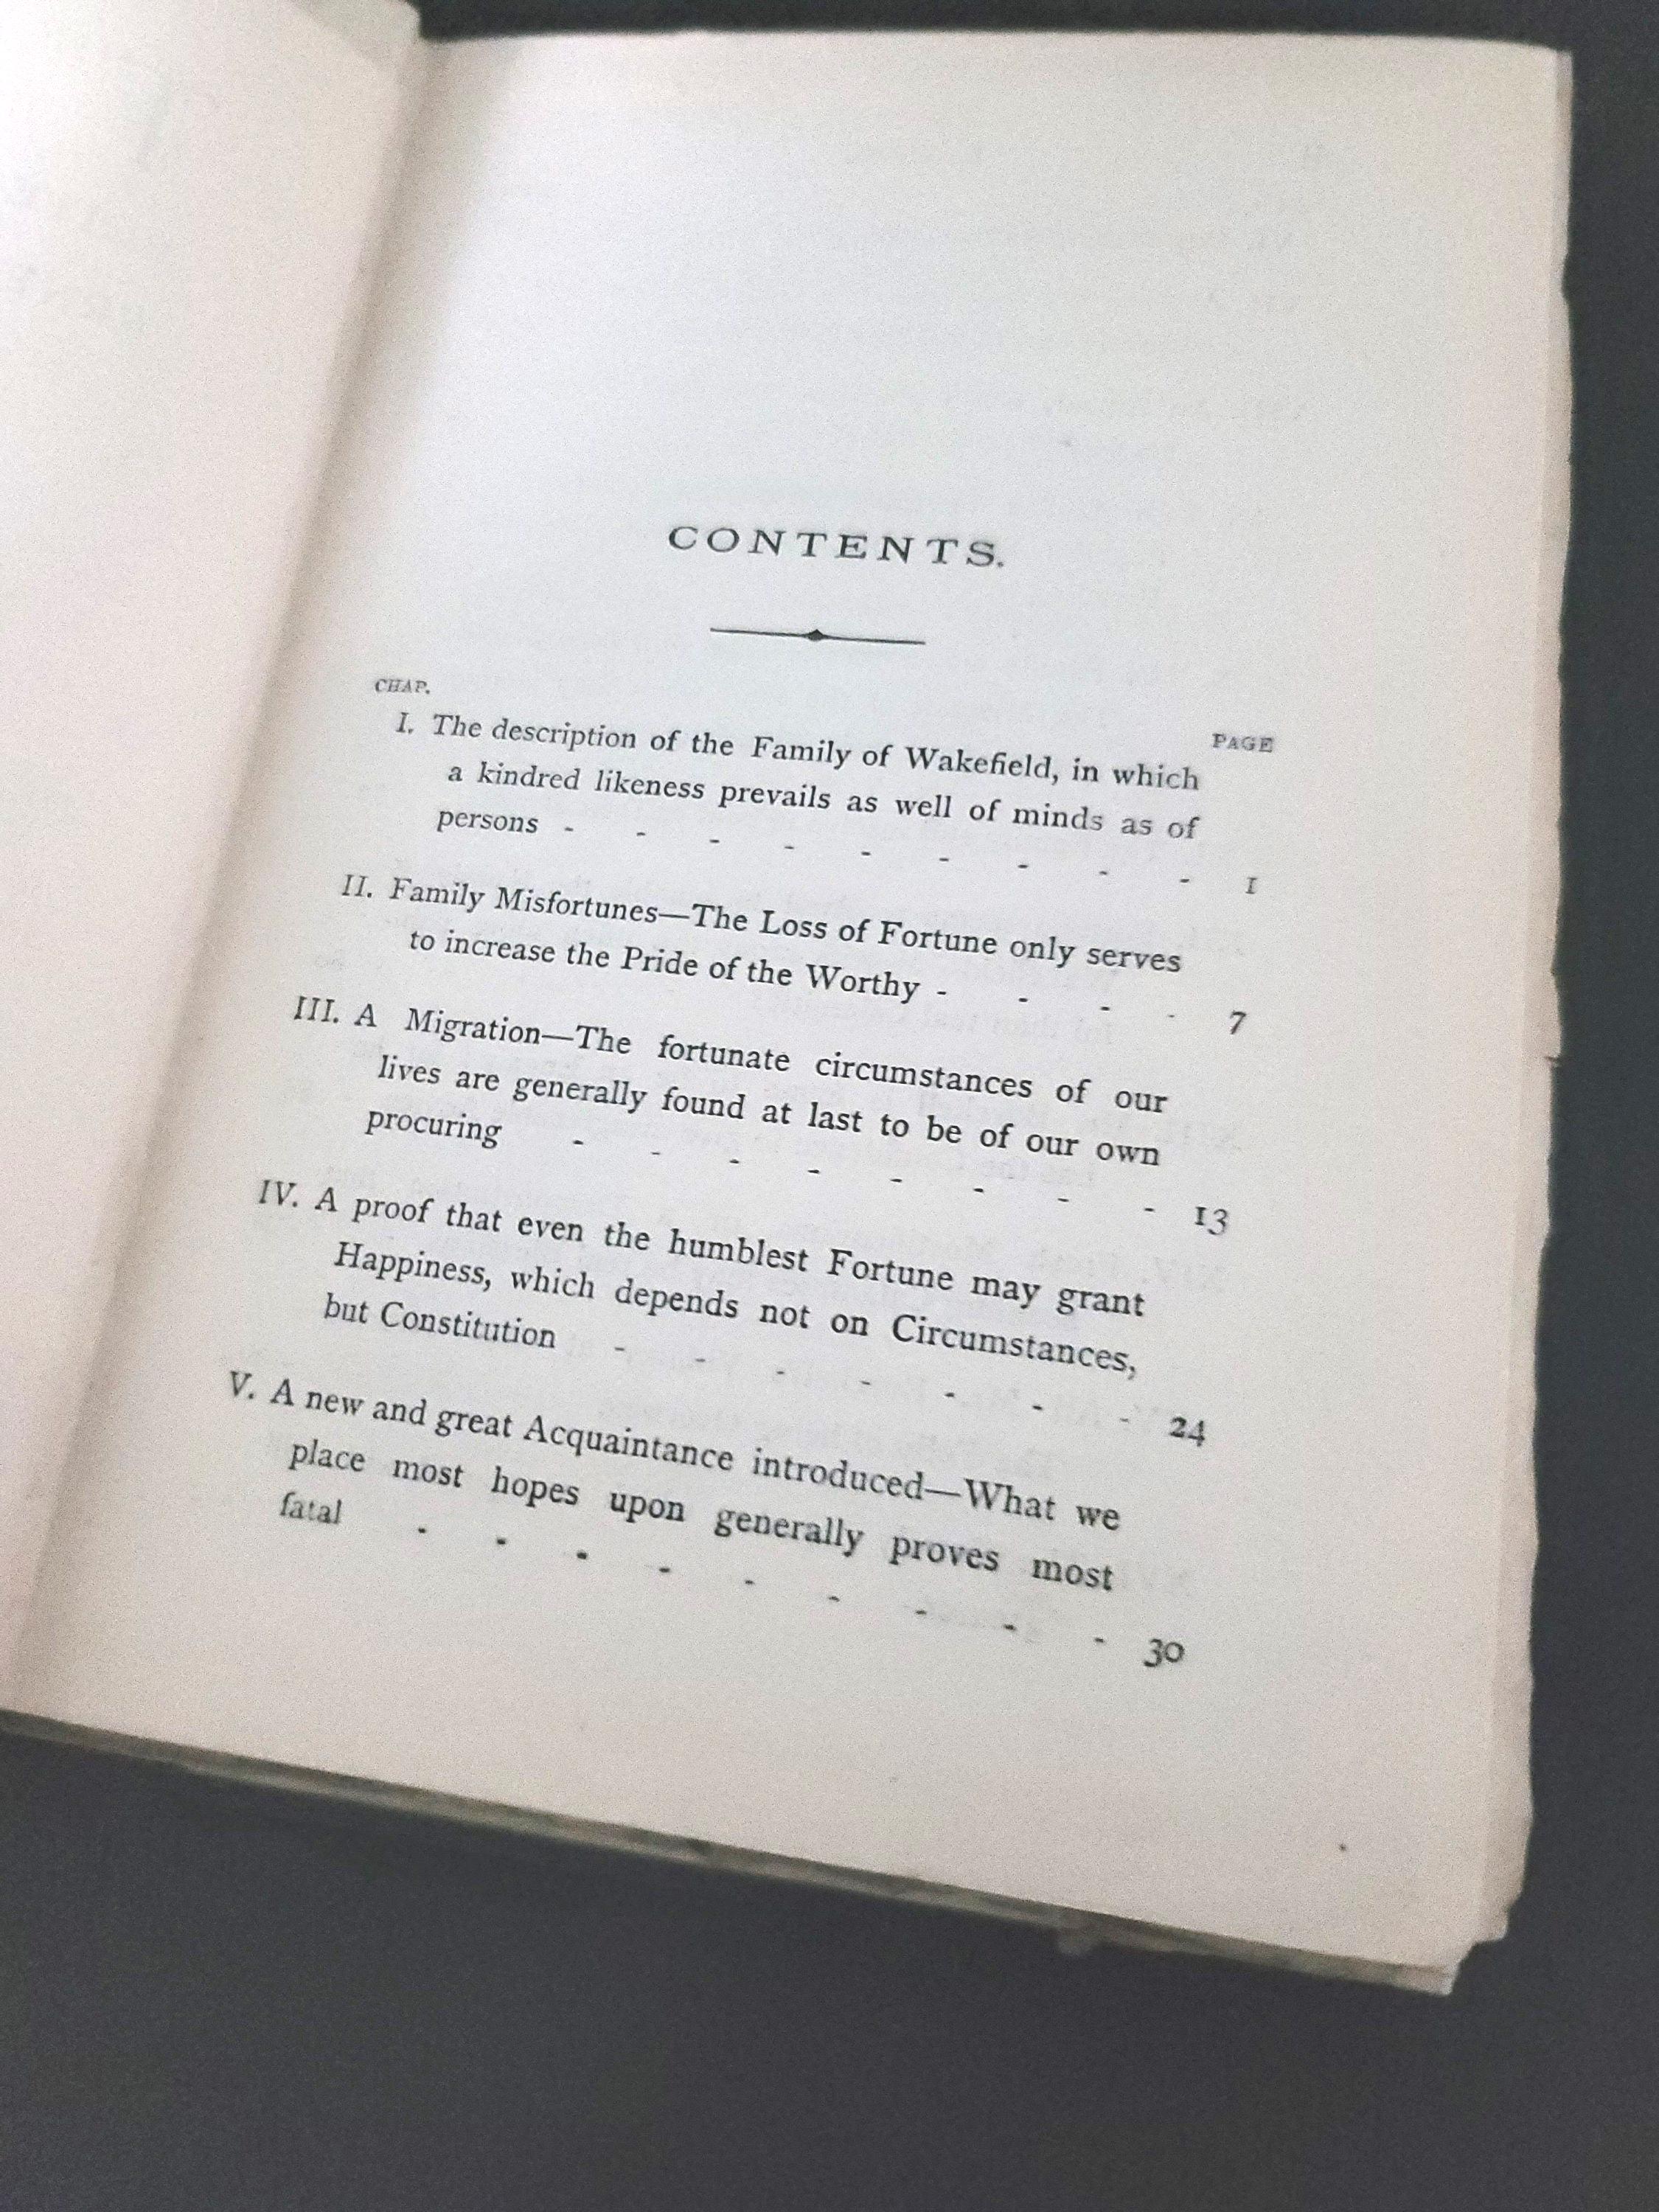 CONTENTS.
CHAP.
PAGE
I. The description of the Family of Wakefield, in which
a kindred likeness prevails as well of minds as of
persons - - - - - - - - - 1
II. Family Misfortunes—The Loss of Fortune only serves
to increase the Pride of the Worthy - - - - 7
III. A Migration—The fortunate circumstances of our
lives are generally found at last to be of our own
procuring - - - - - - - - 13
IV. A proof that even the humblest Fortune may grant
Happiness, which depends not on Circumstances,
but Constitution - - - - - - - 24
V. A new and great Acquaintance introduced—What we
place most hopes upon generally proves most
fatal - - - - - - - - - 30